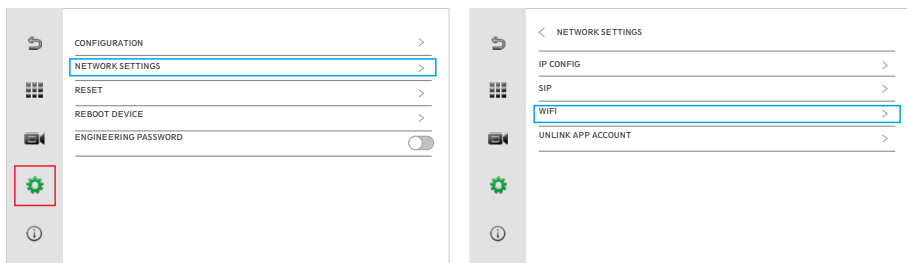 CONFIGURATION
NETWORK SETTINGS
RESET
REBOOT DEVICE
ENGINEERING PASSWORD
NETWORK SETTINGS
IP CONFIG
SIP
WIFI
UNLINK APP ACCOUNT